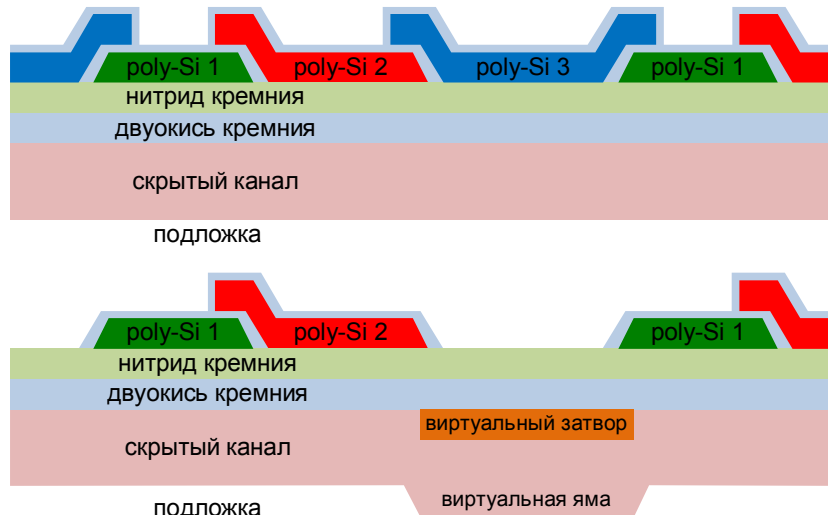 poly-Si 1 poly-Si 2 poly-Si 3 poly-Si 1
нитрид кремния
двуокись кремния
скрытый канал
подложка
poly-Si 1 poly-Si 2 poly-Si 1
нитрид кремния
двуокись кремния
виртуальный затвор
скрытый канал
виртуальная яма
подложка